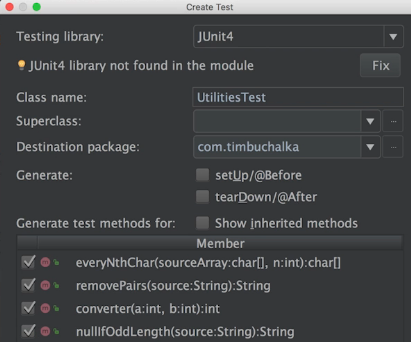 Create Test
Testing library: JUnit4
JUnit4 library not found in the module Fix
Class name: UtilitiesTest
Superclass: ...
Destination package: com.timbuchalka ...
Generate: setUp/@Before
tearDown/@After
Generate test methods for: Show inherited methods
Member
everyNthChar(sourceArray:char[], n:int):char[]
removePairs(source:String):String
converter(a:int, b:int):int
nullIfOddLength(source:String):String